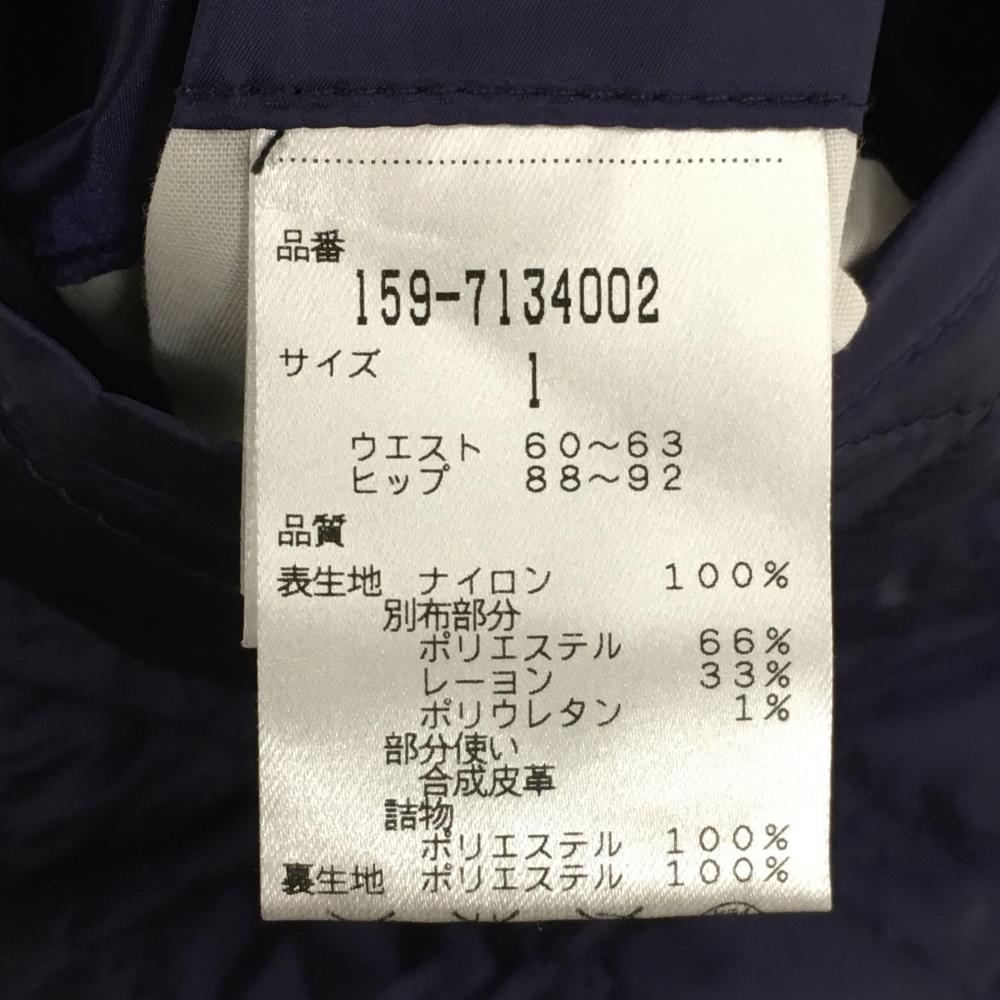 品番
159-7134002
サイズ 1
ウエスト 60～63
ヒップ 88～92
品質
表生地 ナイロン 100%
別布部分
ポリエステル 66%
レーヨン 33%
ポリウレタン 1%
部分使い
合成皮革
詰物
ポリエステル 100%
裏生地 ポリエステル 100%